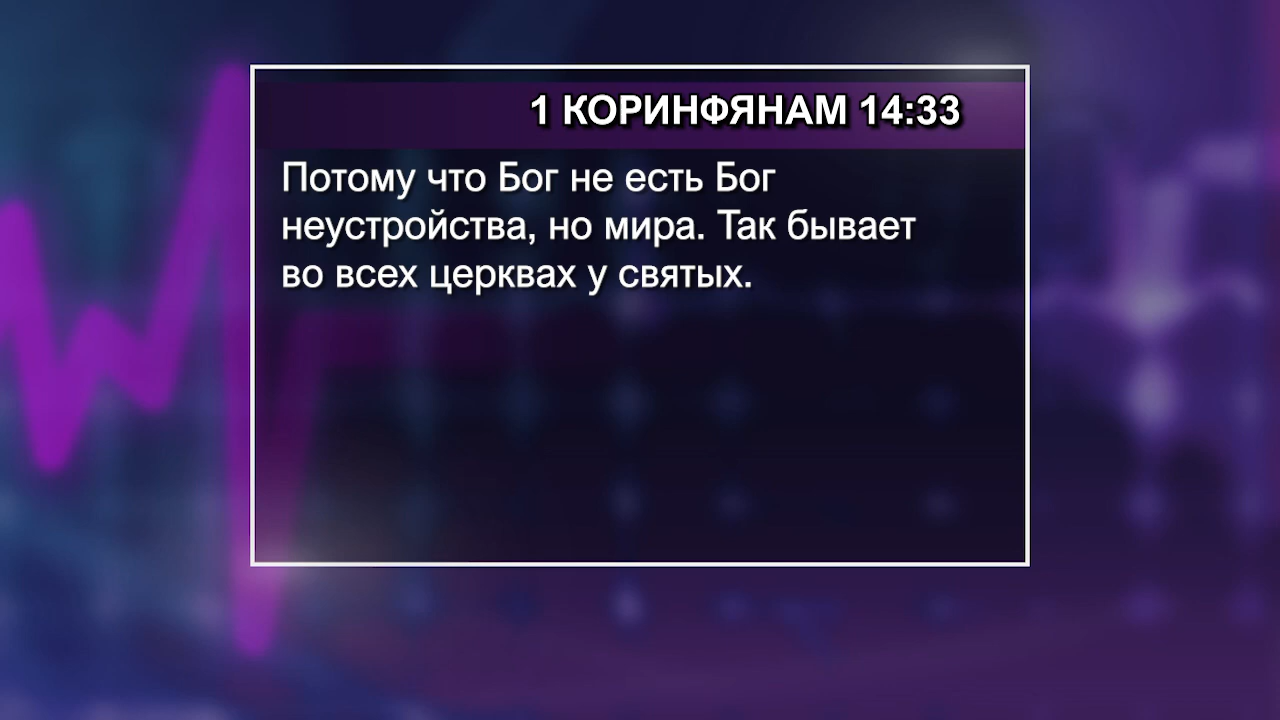 1 КОРИНФЯНАМ 14:33
Потому что Бог не есть Бог
неустройства, но мира. Так бывает
во всех церквах у святых.